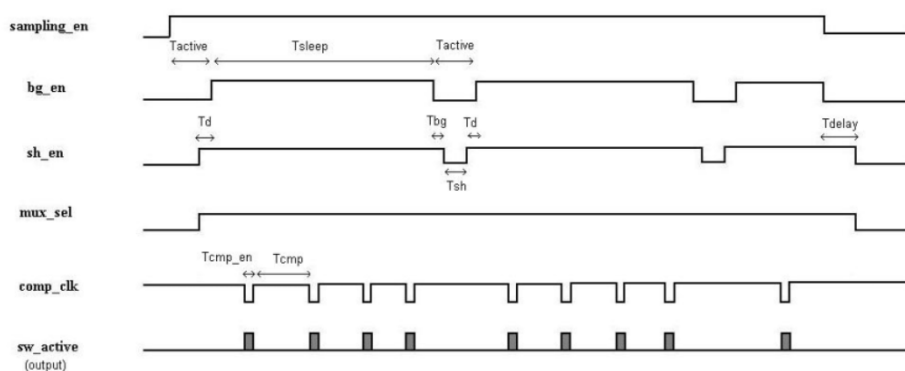 sampling_en
Tactive Tsleep Tactive
bg_en
Td Tbg Td Tdelay
sh_en
Tsh
mux_sel
Tcmp_en Tcmp
comp_clk
sw_active
(output)